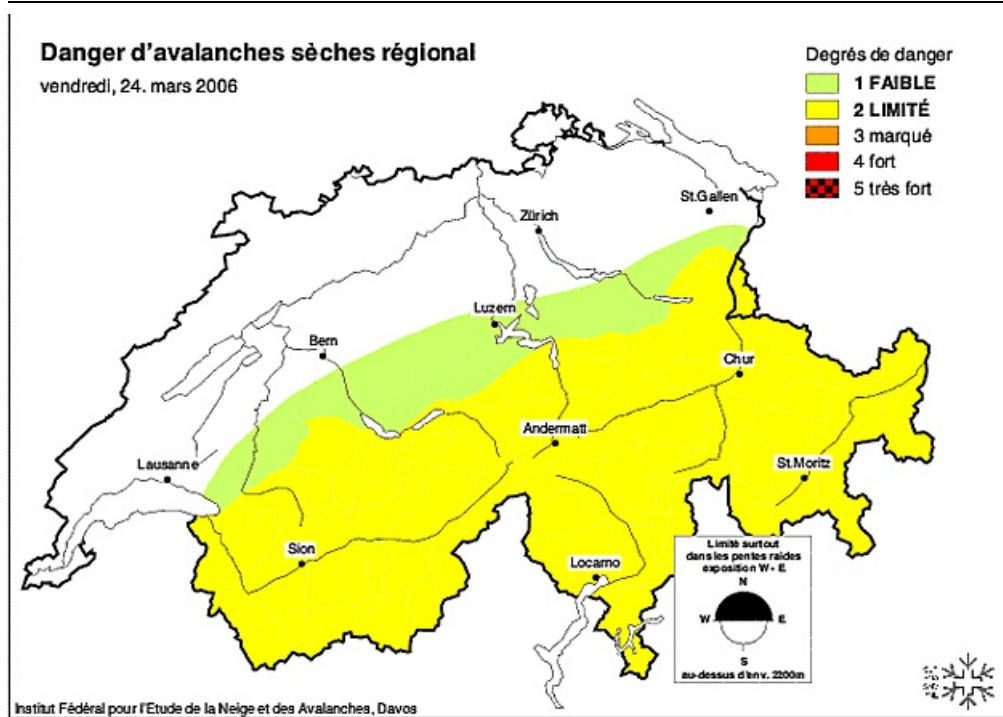 Danger d'avalanches sèches régional
vendredi, 24. mars 2006
Degrés de danger
1 FAIBLE
2 LIMITÉ
3 marqué
4 fort
5 très fort
St.Gallen
Zürich
Luzern
Bern
Chur
Andermatt
Lausanne
St.Moritz
Sion
Locarno
Limité surtout
dans les pentes raides
exposition W - E
N
W E
S
au-dessus d'env. 2200m
Institut Fédéral pour l'Etude de la Neige et des Avalanches, Davos